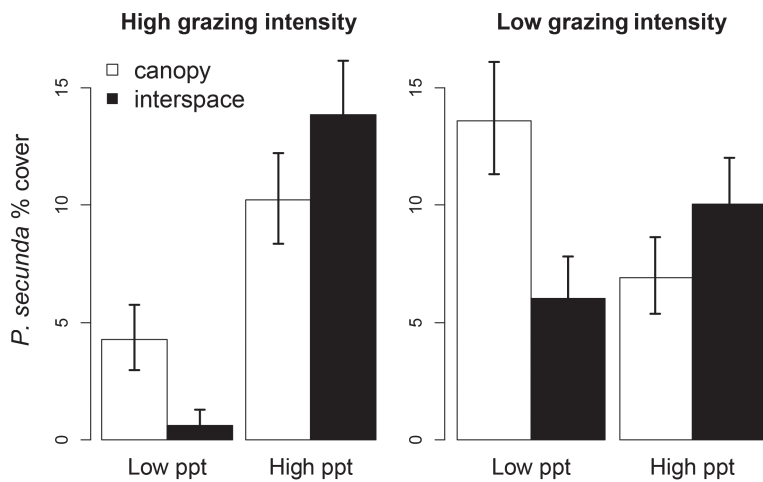 High grazing intensity
Low grazing intensity
canopy
interspace
P. secunda % cover
15
10
5
0
Low ppt
High ppt
15
10
5
0
Low ppt
High ppt